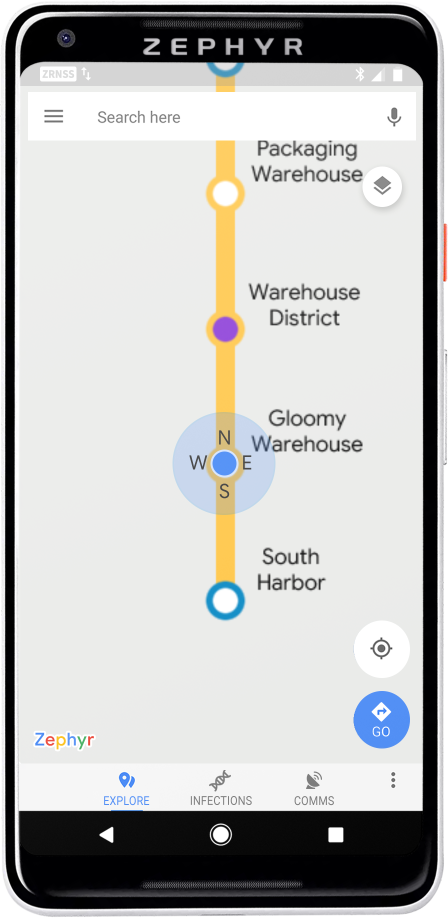 ZEPHYR
ZRNSS
Search here
Packaging
Warehouse
Warehouse
District
Gloomy
Warehouse
N
W E
S
South
Harbor
GO
Zephyr
EXPLORE INFECTIONS COMMS